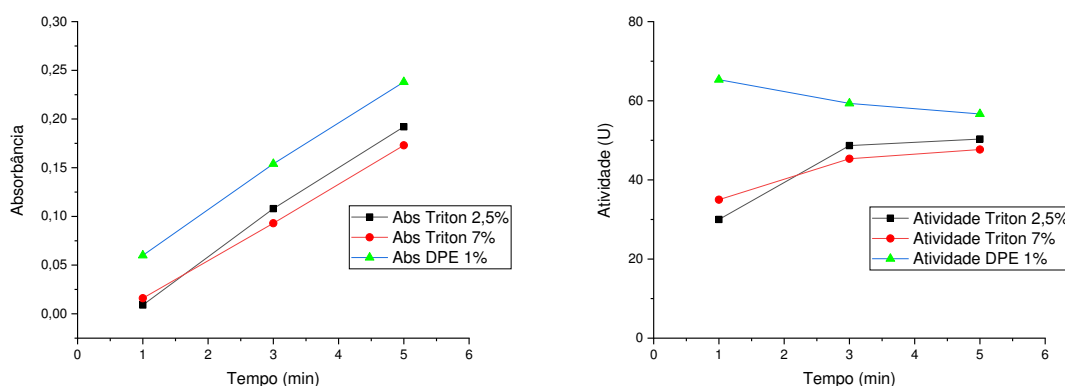 0,30
0,25
0,20
0,15
0,10
0,05
0,00
Absorbância
Abs Triton 2,5%
Abs Triton 7%
Abs DPE 1%
0 1 2 3 4 5 6
Tempo (min)
80
60
40
20
0
Atividade (U)
Atividade Triton 2,5%
Atividade Triton 7%
Atividade DPE 1%
0 1 2 3 4 5 6
Tempo (min)